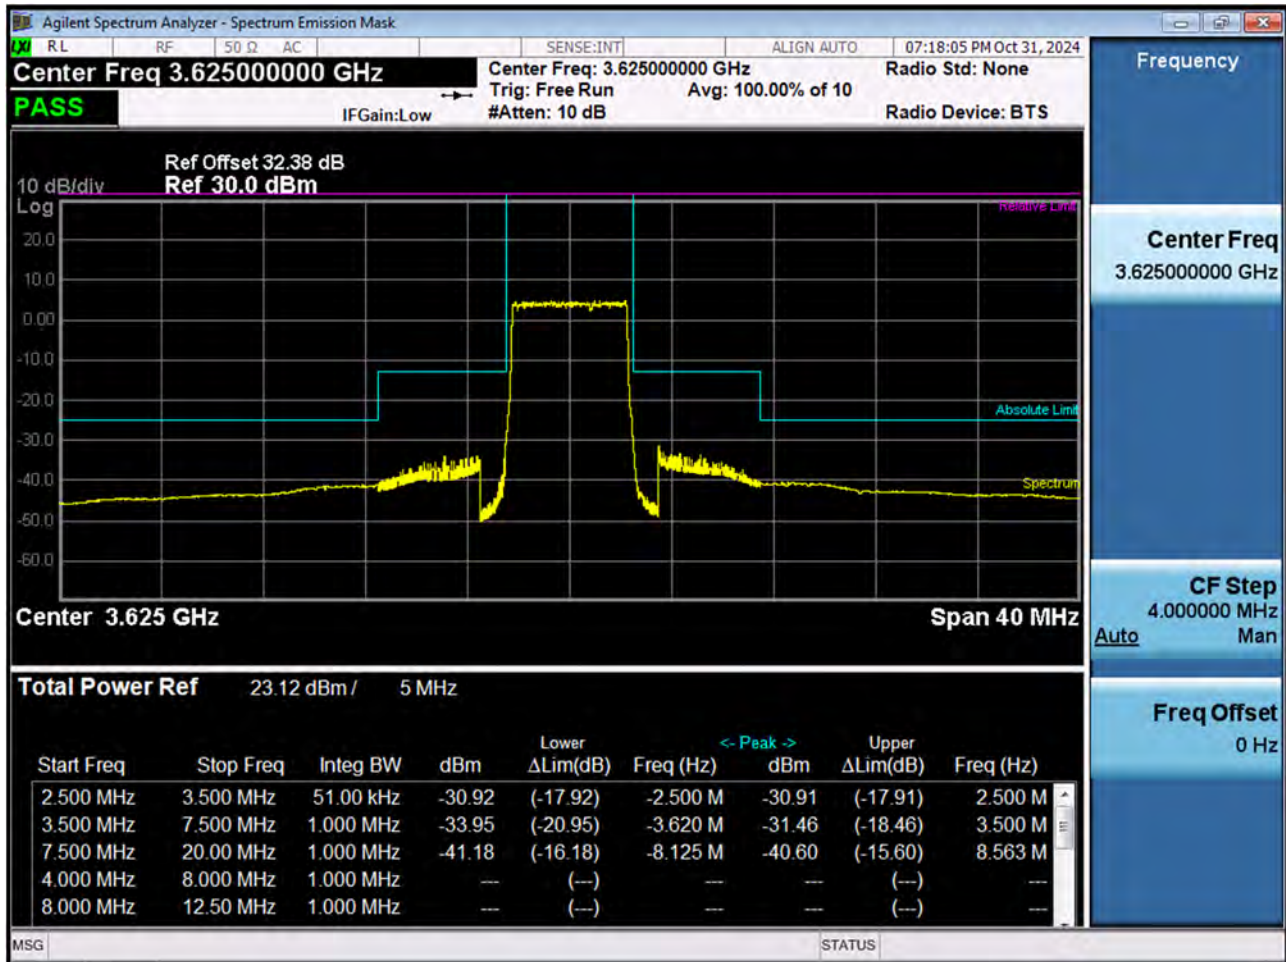 Agilent Spectrum Analyzer - Spectrum Emission Mask
LXI RL RF 50 Ω AC SENSE:INT ALIGN AUTO 07:18:05 PM Oct 31, 2024
Center Freq 3.625000000 GHz Center Freq: 3.625000000 GHz Radio Std: None
Trig: Free Run Avg: 100.00% of 10
PASS IFGain:Low #Atten: 10 dB Radio Device: BTS
Ref Offset 32.38 dB
10 dB/div Ref 30.0 dBm
Log
Relative Limit
20.0
10.0
0.00
-10.0
-20.0
Absolute Limit
-30.0
-40.0
Spectrum
-50.0
-60.0
Center 3.625 GHz Span 40 MHz
Total Power Ref 23.12 dBm / 5 MHz
Lower <- Peak -> Upper
Start Freq Stop Freq Integ BW dBm ΔLim(dB) Freq (Hz) dBm ΔLim(dB) Freq (Hz)
2.500 MHz 3.500 MHz 51.00 kHz -30.92 (-17.92) -2.500 M -30.91 (-17.91) 2.500 M
3.500 MHz 7.500 MHz 1.000 MHz -33.95 (-20.95) -3.620 M -31.46 (-18.46) 3.500 M
7.500 MHz 20.00 MHz 1.000 MHz -41.18 (-16.18) -8.125 M -40.60 (-15.60) 8.563 M
4.000 MHz 8.000 MHz 1.000 MHz --- (---) --- --- (---) ---
8.000 MHz 12.50 MHz 1.000 MHz --- (---) --- --- (---) ---
MSG STATUS
Frequency
Center Freq
3.625000000 GHz
CF Step
4.000000 MHz
Auto Man
Freq Offset
0 Hz